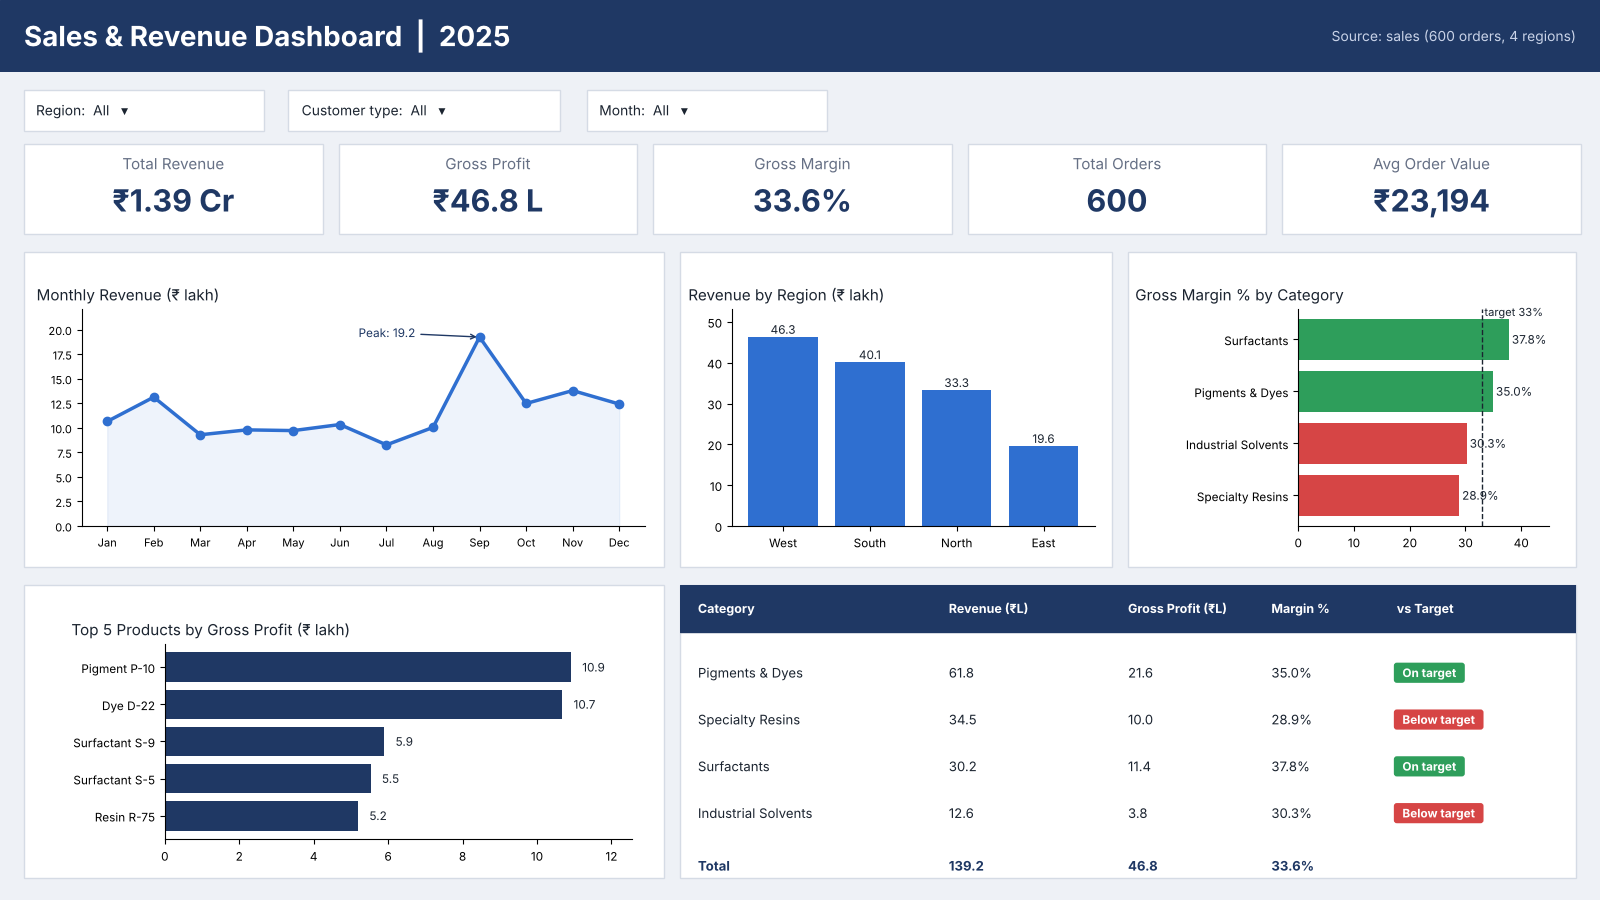 Sales & Revenue Dashboard | 2025
Source: sales (600 orders, 4 regions)
Region: All ▼
Customer type: All ▼
Month: All ▼
Total Revenue
₹1.39 Cr
Gross Profit
₹46.8 L
Gross Margin
33.6%
Total Orders
600
Avg Order Value
₹23,194
Monthly Revenue (₹ lakh)
20.0
17.5
15.0
12.5
10.0
7.5
5.0
2.5
0.0
Peak: 19.2
Jan Feb Mar Apr May Jun Jul Aug Sep Oct Nov Dec
Revenue by Region (₹ lakh)
50
40
30
20
10
0
46.3
40.1
33.3
19.6
West South North East
Gross Margin % by Category
target 33%
Surfactants 37.8%
Pigments & Dyes 35.0%
Industrial Solvents 30.3%
Specialty Resins 28.9%
0 10 20 30 40
Top 5 Products by Gross Profit (₹ lakh)
Pigment P-10 10.9
Dye D-22 10.7
Surfactant S-9 5.9
Surfactant S-5 5.5
Resin R-75 5.2
0 2 4 6 8 10 12
Category Revenue (₹L) Gross Profit (₹L) Margin % vs Target
Pigments & Dyes 61.8 21.6 35.0% On target
Specialty Resins 34.5 10.0 28.9% Below target
Surfactants 30.2 11.4 37.8% On target
Industrial Solvents 12.6 3.8 30.3% Below target
Total 139.2 46.8 33.6%